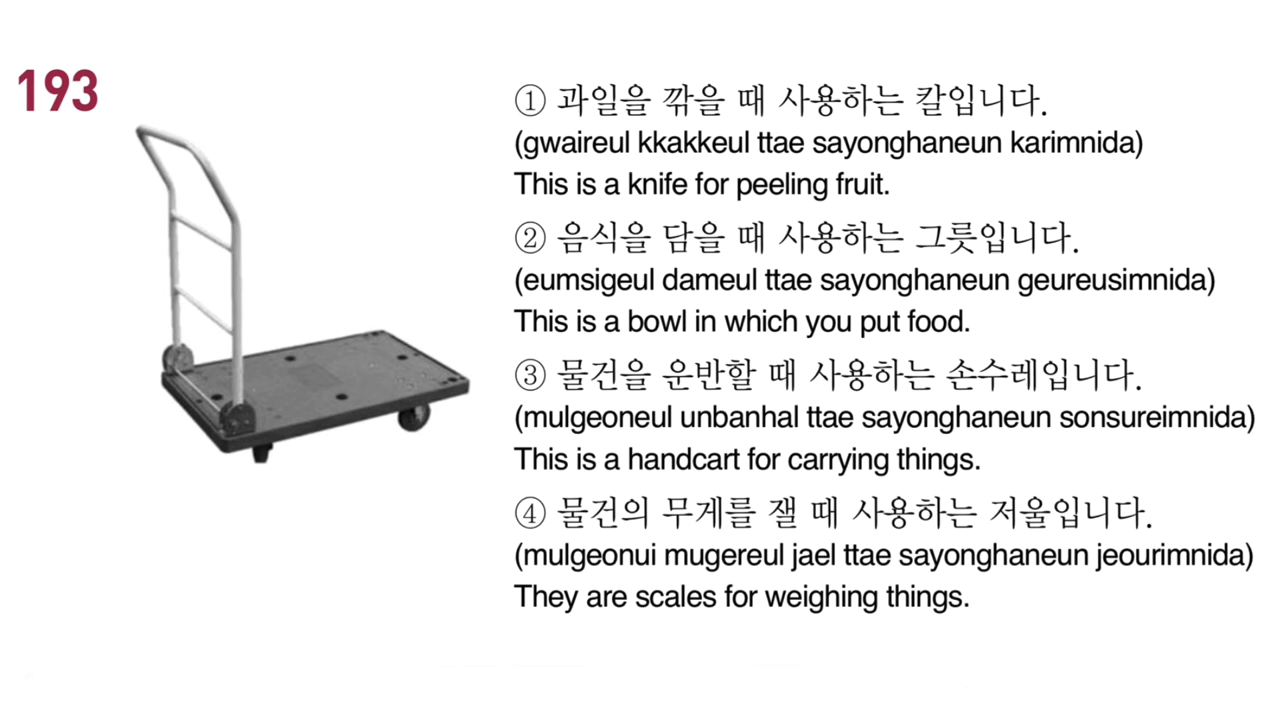 193
① 과일을 깎을 때 사용하는 칼입니다.
(gwaireul kkakkeul ttae sayonghaneun karimnida)
This is a knife for peeling fruit.
② 음식을 담을 때 사용하는 그릇입니다.
(eumsigeul dameul ttae sayonghaneun geureusimnida)
This is a bowl in which you put food.
③ 물건을 운반할 때 사용하는 손수레입니다.
(mulgeoneul unbanhal ttae sayonghaneun sonsureimnida)
This is a handcart for carrying things.
④ 물건의 무게를 잴 때 사용하는 저울입니다.
(mulgeonui mugereul jael ttae sayonghaneun jeourimnida)
They are scales for weighing things.